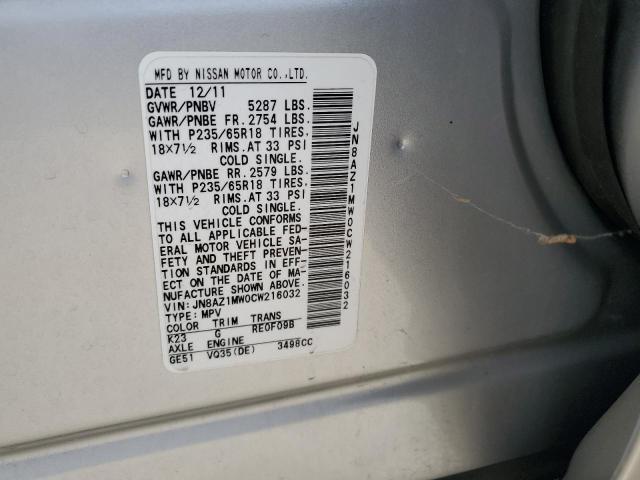 MFD BY NISSAN MOTOR CO.,LTD.
DATE 12/11
GVWR/PNBV 5287 LBS.
GAWR/PNBE FR. 2754 LBS.
WITH P235/65R18 TIRES.
18X7½ RIMS. AT 33 PSI
COLD SINGLE.
GAWR/PNBE RR. 2579 LBS.
WITH P235/65R18 TIRES.
18X7½ RIMS. AT 33 PSI
COLD SINGLE.
THIS VEHICLE CONFORMS
TO ALL APPLICABLE FED-
ERAL MOTOR VEHICLE SA-
FETY AND THEFT PREVEN-
TION STANDARDS IN EFF-
ECT ON THE DATE OF MA-
NUFACTURE SHOWN ABOVE.
JN8AZ1MW0CW216032
TYPE: MPV
COLOR TRIM TRANS
K23 G RE0F09B
AXLE ENGINE
GE51 VQ35(DE) 3498CC
JN8AZ1MW0CW216032